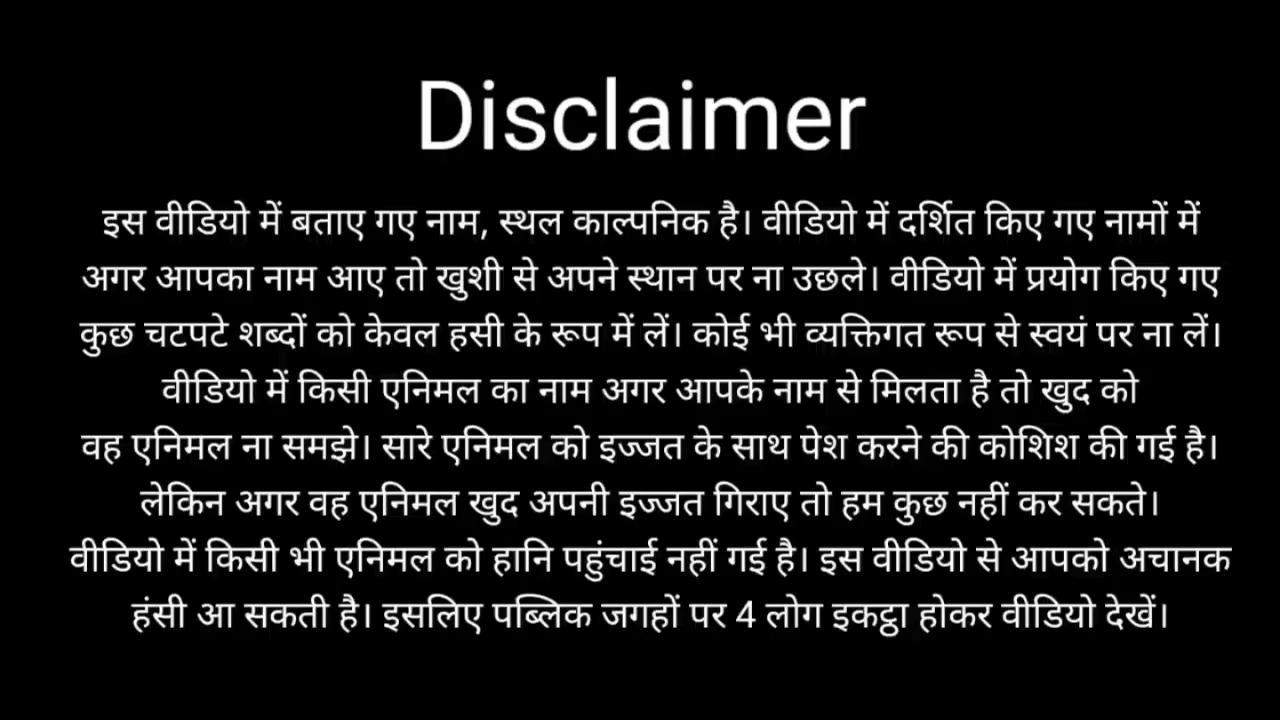 Disclaimer
इस वीडियो में बताए गए नाम, स्थल काल्पनिक है। वीडियो में दर्शित किए गए नामों में
अगर आपका नाम आए तो खुशी से अपने स्थान पर ना उछले। वीडियो में प्रयोग किए गए
कुछ चटपटे शब्दों को केवल हसी के रूप में लें। कोई भी व्यक्तिगत रूप से स्वयं पर ना लें।
वीडियो में किसी एनिमल का नाम अगर आपके नाम से मिलता है तो खुद को
वह एनिमल ना समझे। सारे एनिमल को इज्जत के साथ पेश करने की कोशिश की गई है।
लेकिन अगर वह एनिमल खुद अपनी इज्जत गिराए तो हम कुछ नहीं कर सकते।
वीडियो में किसी भी एनिमल को हानि पहुंचाई नहीं गई है। इस वीडियो से आपको अचानक
हंसी आ सकती है। इसलिए पब्लिक जगहों पर 4 लोग इकट्ठा होकर वीडियो देखें।